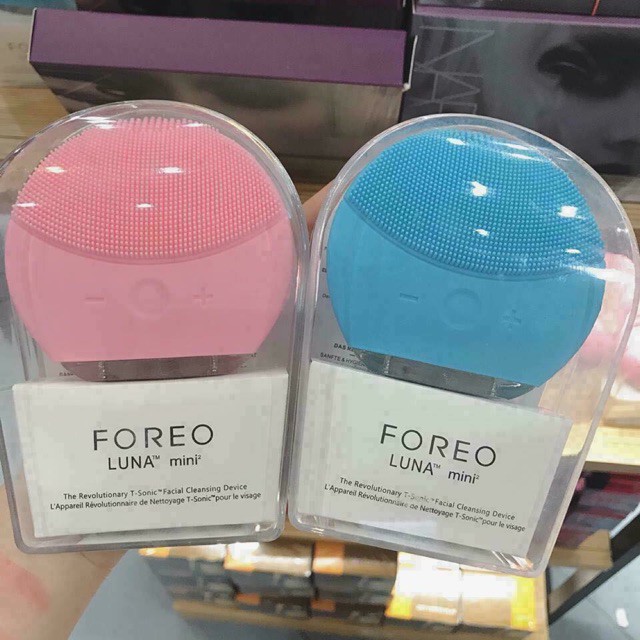 NARS
FOREO
LUNA™ mini²
The Revolutionary T-Sonic™ Facial Cleansing Device
L'Appareil Révolutionnaire de Nettoyage T-Sonic™ pour le visage
FOREO
LUNA™ mini²
The Revolutionary T-Sonic™ Facial Cleansing Device
L'Appareil Révolutionnaire de Nettoyage T-Sonic™ pour le visage